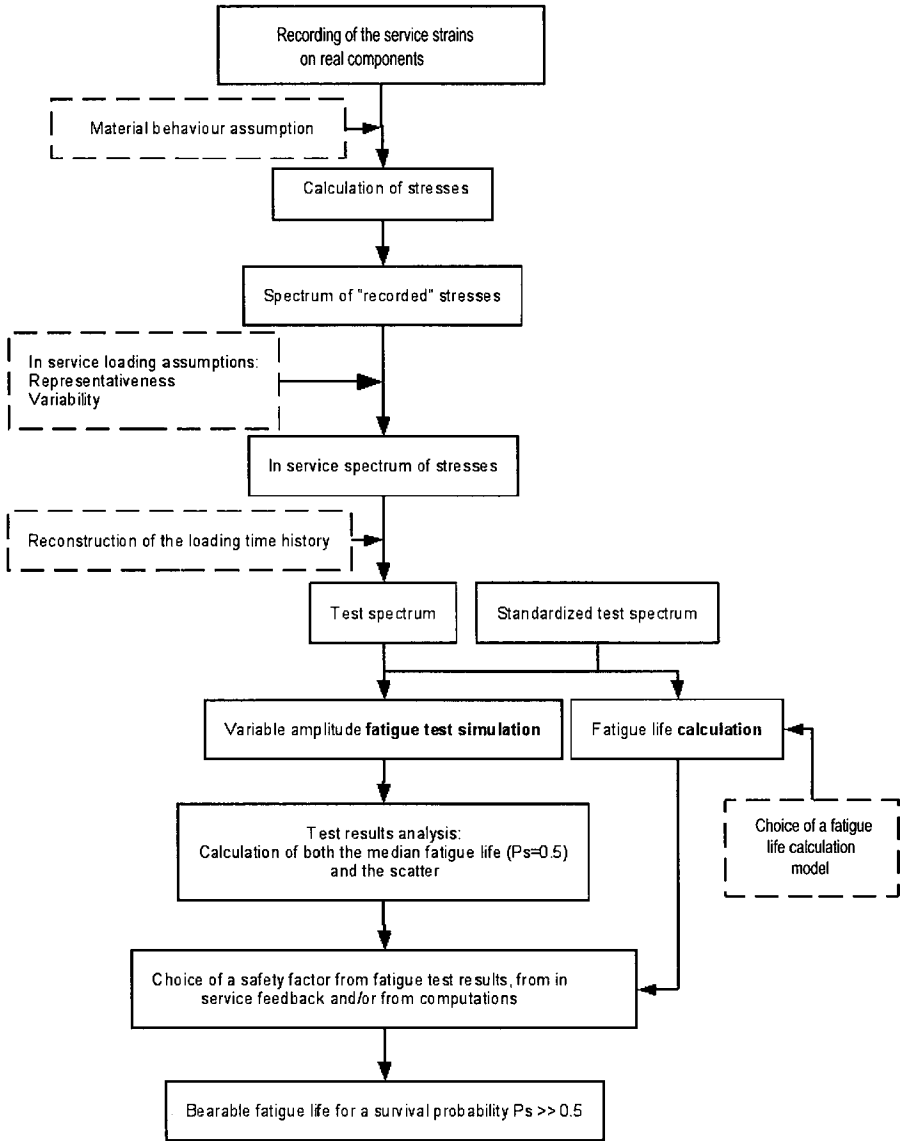 Recording of the service strains
on real components
Material behaviour assumption
Calculation of stresses
Spectrum of "recorded" stresses
In service loading assumptions:
Representativeness
Variability
In service spectrum of stresses
Reconstruction of the loading time history
Test spectrum
Standardized test spectrum
Variable amplitude fatigue test simulation
Fatigue life calculation
Test results analysis:
Calculation of both the median fatigue life (Ps=0.5)
and the scatter
Choice of a fatigue
life calculation
model
Choice of a safety factor from fatigue test results, from in
service feedback and/or from computations
Bearable fatigue life for a survival probability Ps >> 0.5